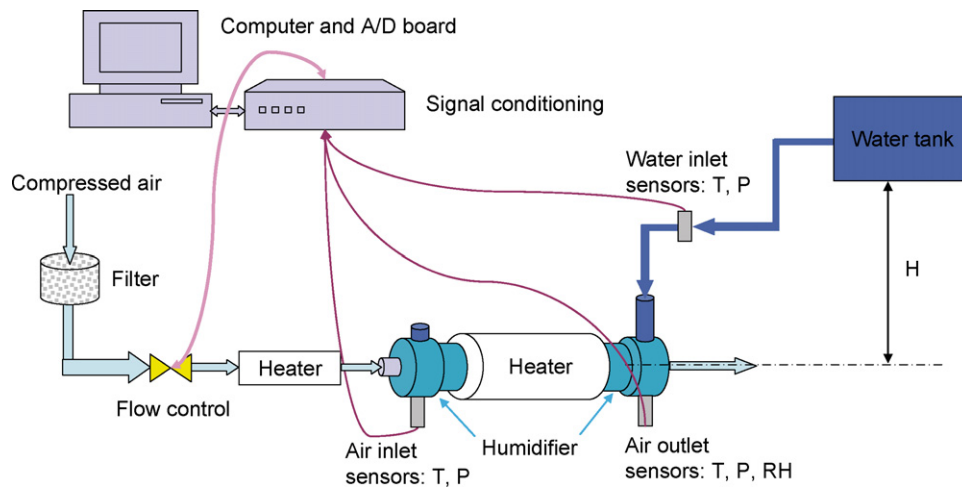 Computer and A/D board
Signal conditioning
Water tank
Water inlet
sensors: T, P
Compressed air
Filter
H
Heater
Heater
Flow control
Air inlet
sensors: T, P
Humidifier
Air outlet
sensors: T, P, RH